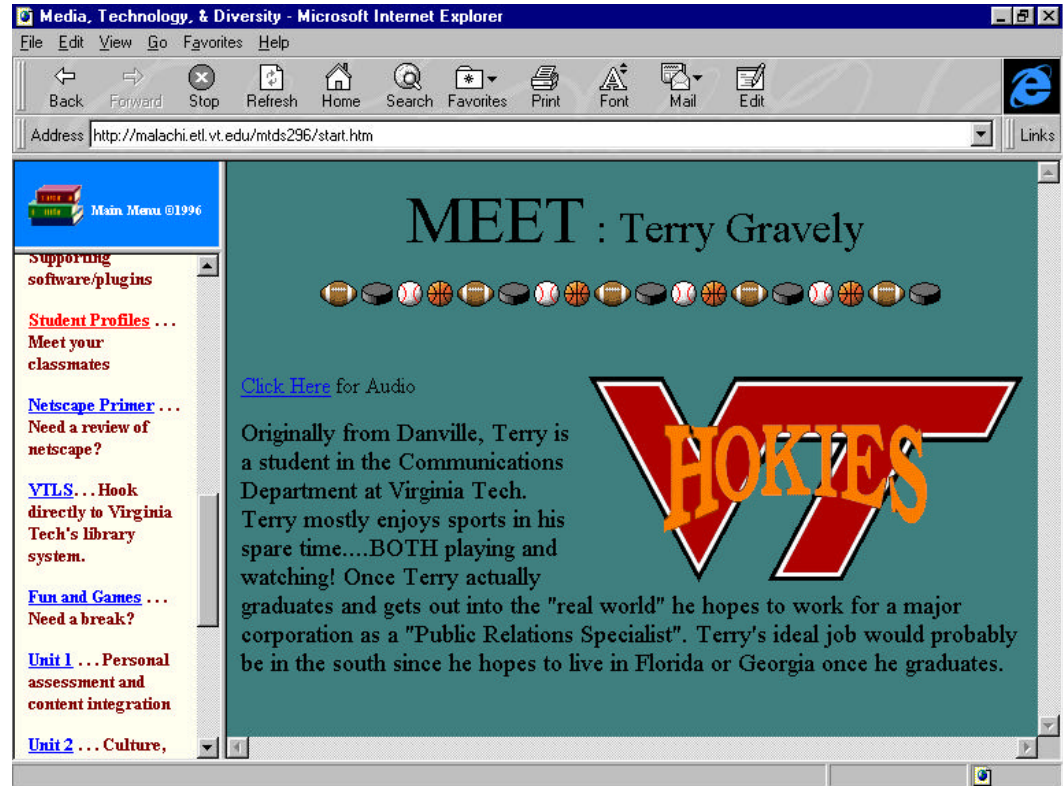 Media, Technology, & Diversity - Microsoft Internet Explorer
File Edit View Go Favorites Help
Back Forward Stop Refresh Home Search Favorites Print Font Mail Edit
Address http://malachi.etl.vt.edu/mtds296/start.htm Links
Main Menu ©1996
Supporting
software/plugins
Student Profiles . . .
Meet your
classmates
Netscape Primer . . .
Need a review of
netscape?
VTLS. . . Hook
directly to Virginia
Tech's library
system.
Fun and Games . . .
Need a break?
Unit 1 . . . Personal
assessment and
content integration
Unit 2 . . . Culture,
MEET : Terry Gravely
Click Here for Audio
VT
HOKIES
Originally from Danville, Terry is
a student in the Communications
Department at Virginia Tech.
Terry mostly enjoys sports in his
spare time....BOTH playing and
watching! Once Terry actually
graduates and gets out into the "real world" he hopes to work for a major
corporation as a "Public Relations Specialist". Terry's ideal job would probably
be in the south since he hopes to live in Florida or Georgia once he graduates.